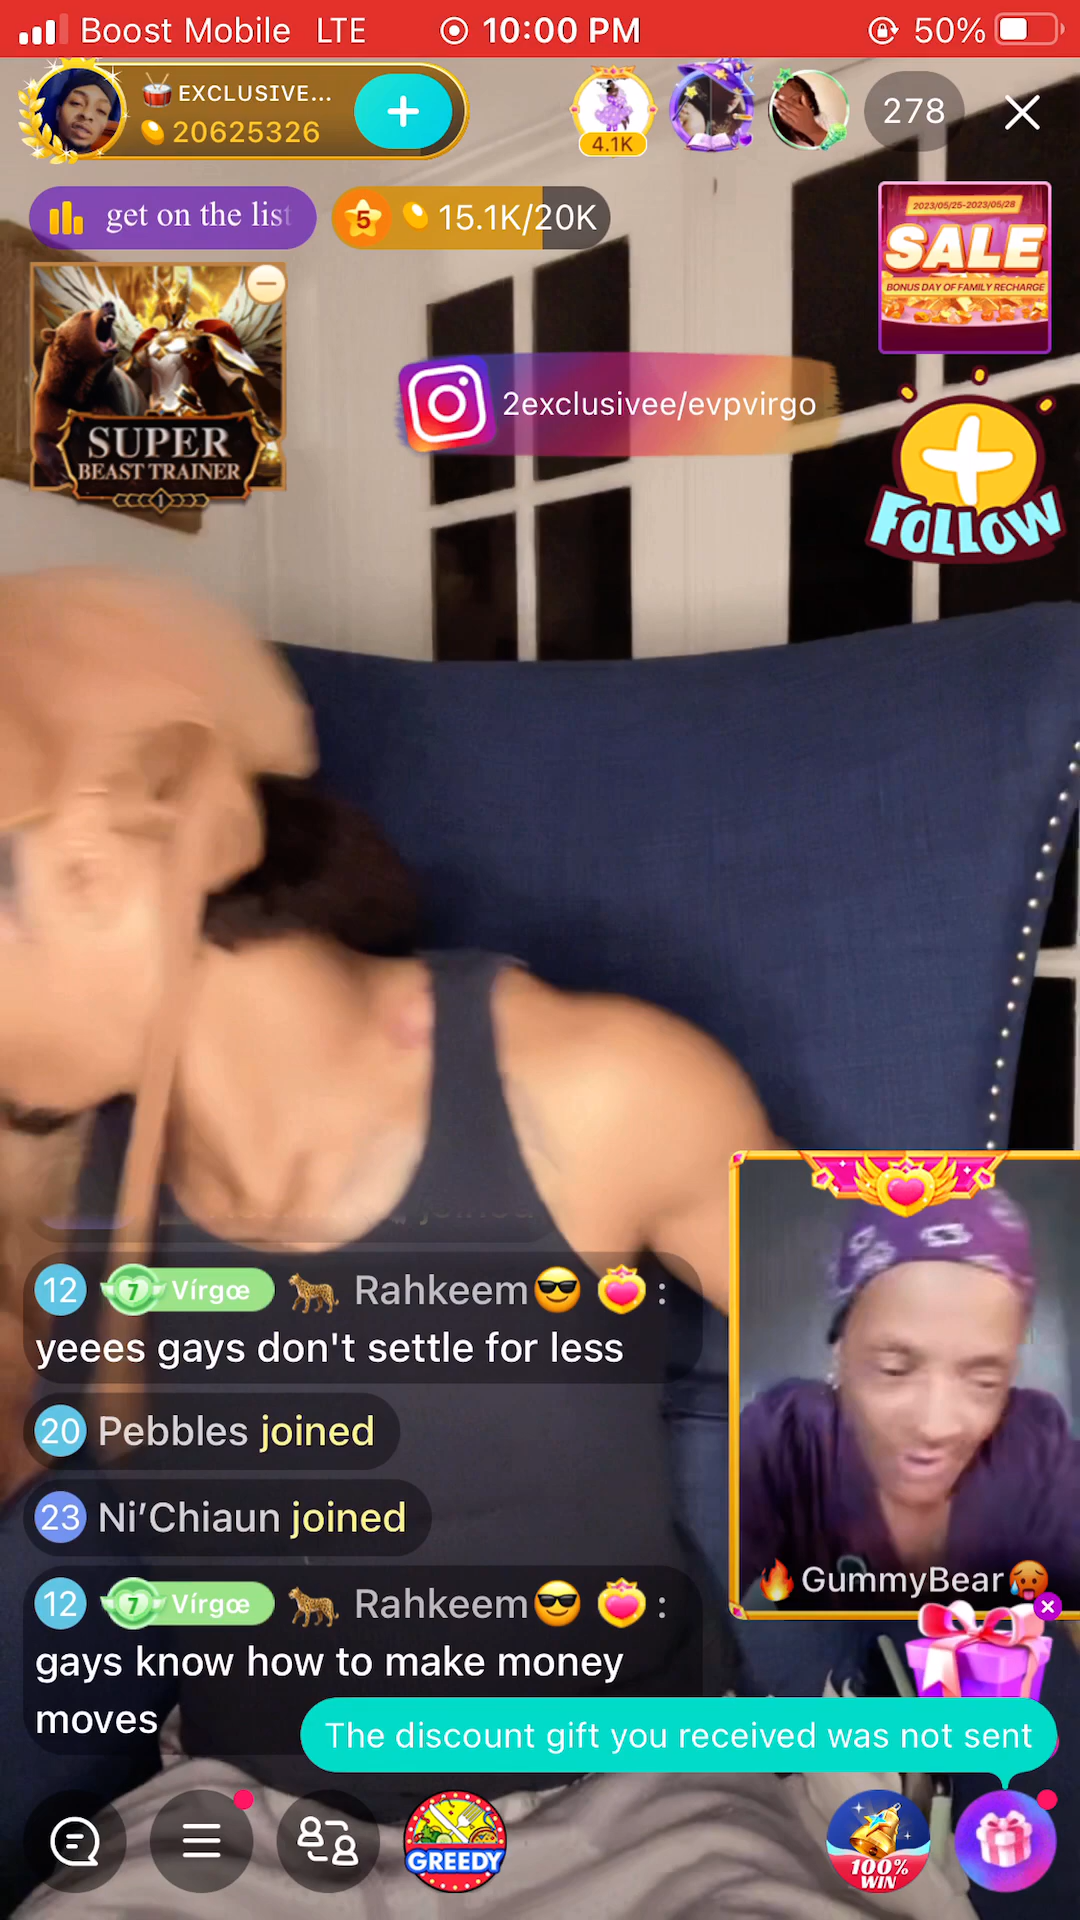 Boost Mobile LTE 10:00 PM 50%
EXCLUSIVE...
20625326
4.1K
278
get on the list
5 15.1K/20K
2023/05/25-2023/05/28
SALE
BONUS DAY OF FAMILY RECHARGE
SUPER
BEAST TRAINER
1
2exclusivee/evpvirgo
FOLLOW
joined
12 7 Vírgœ Rahkeem😎 :
yeees gays don't settle for less
20 Pebbles joined
23 Ni’Chiaun joined
12 7 Vírgœ Rahkeem😎 :
gays know how to make money
moves
🔥GummyBear🥵
The discount gift you received was not sent
GREEDY
100%
WIN